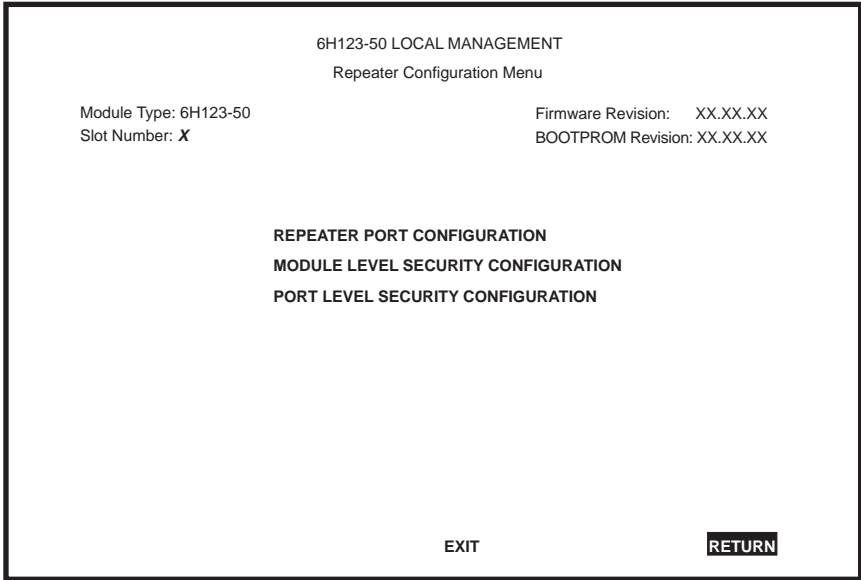 6H123-50 LOCAL MANAGEMENT
Repeater Configuration Menu
Module Type: 6H123-50 Firmware Revision: XX.XX.XX
Slot Number: X BOOTPROM Revision: XX.XX.XX
REPEATER PORT CONFIGURATION
MODULE LEVEL SECURITY CONFIGURATION
PORT LEVEL SECURITY CONFIGURATION
EXIT RETURN